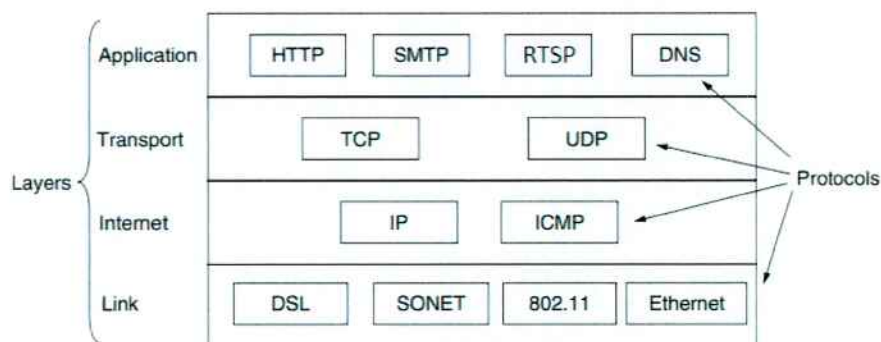 Application HTTP SMTP RTSP DNS
Transport TCP UDP
Layers Protocols
Internet IP ICMP
Link DSL SONET 802.11 Ethernet